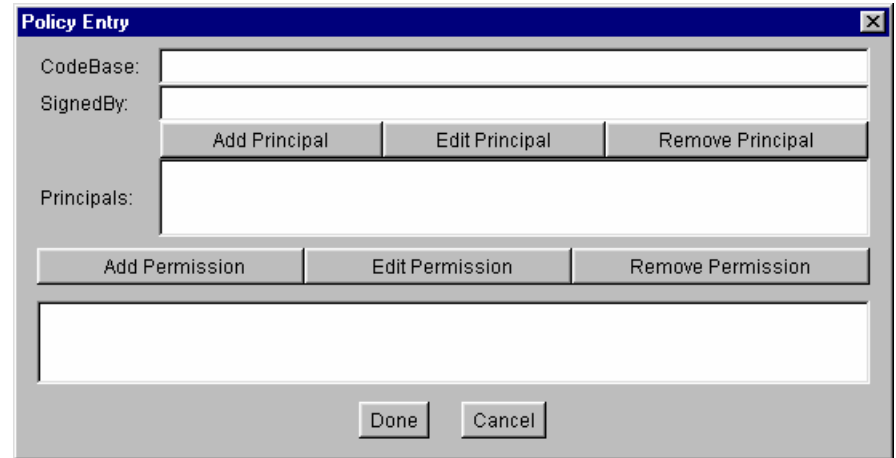 Policy Entry
CodeBase:
SignedBy:
Add Principal Edit Principal Remove Principal
Principals:
Add Permission Edit Permission Remove Permission
Done Cancel